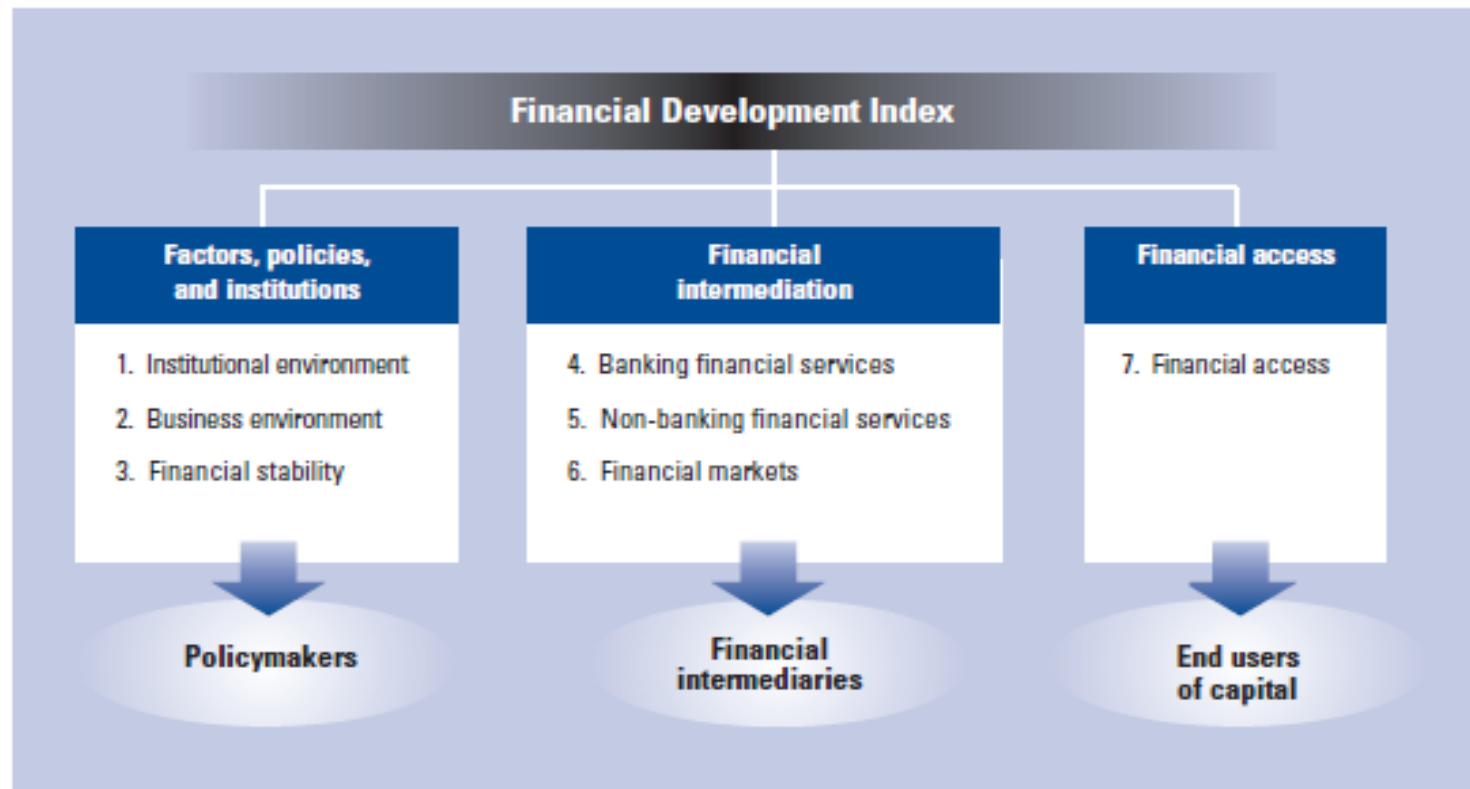 Financial Development Index
Factors, policies,
and institutions
1. Institutional environment
2. Business environment
3. Financial stability
Policymakers
Financial
intermediation
4. Banking financial services
5. Non-banking financial services
6. Financial markets
Financial
intermediaries
Financial access
7. Financial access
End users
of capital